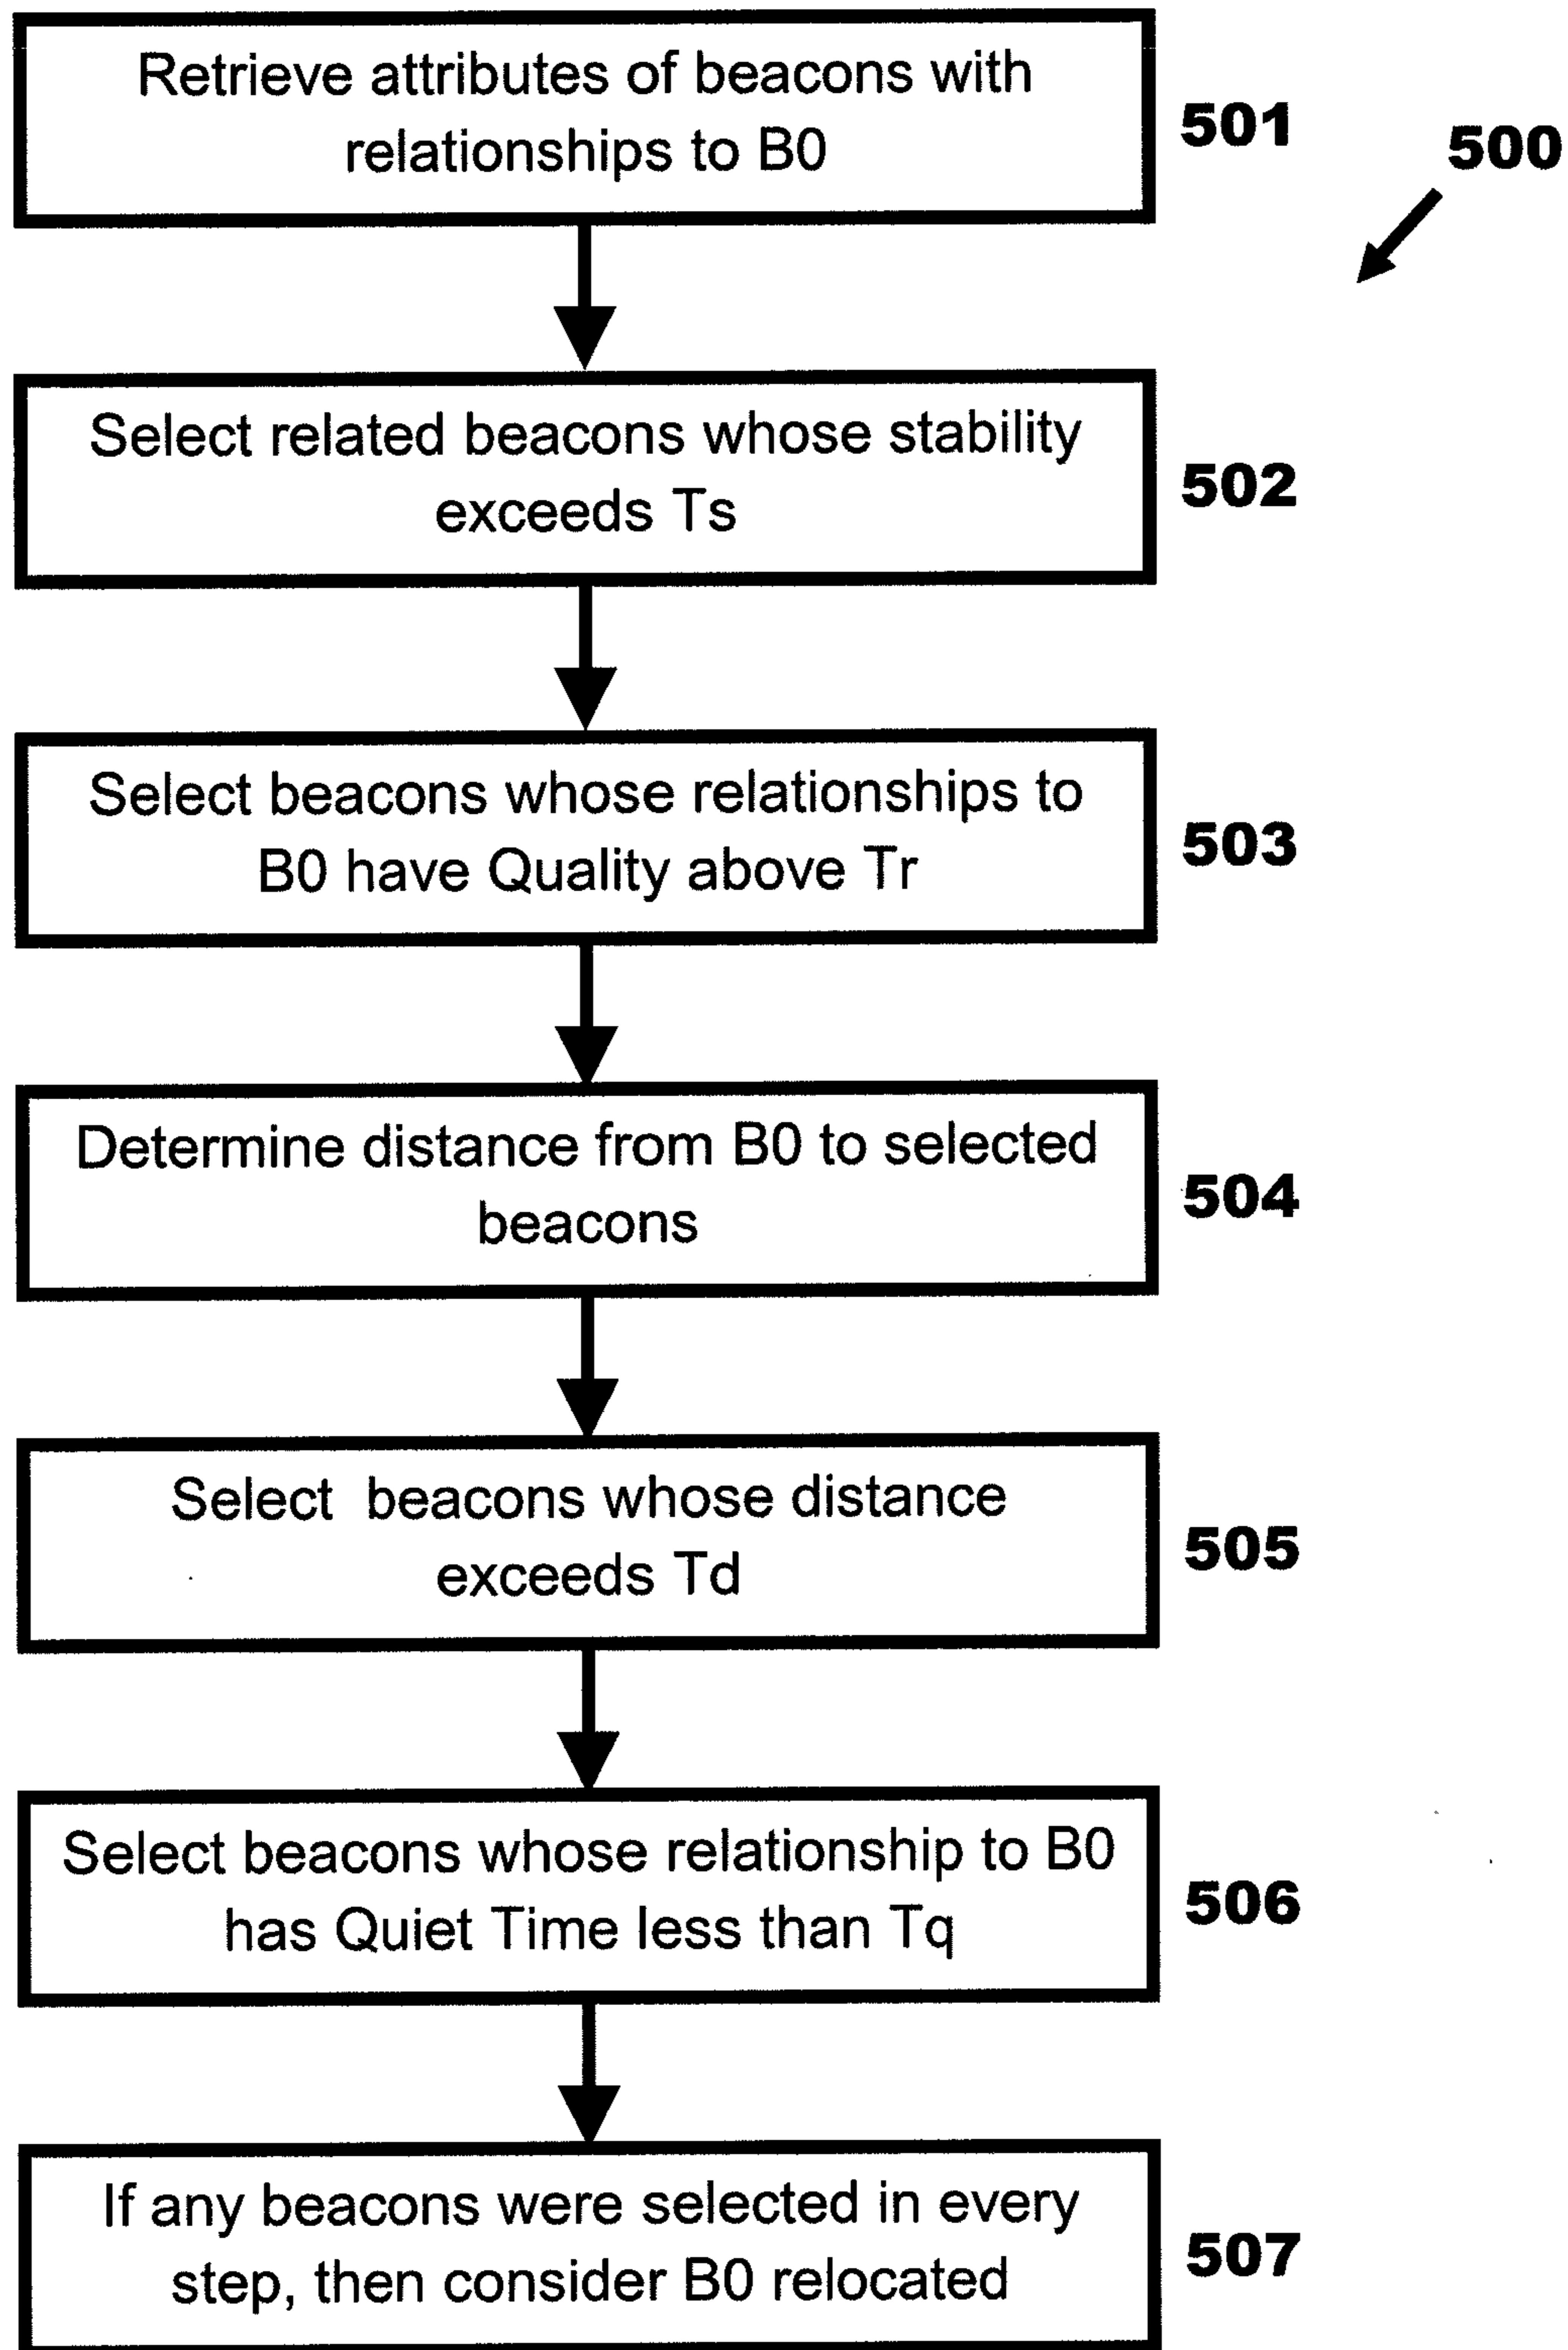 Retrieve attributes of beacons with
relationships to B0
501
500
Select related beacons whose stability
exceeds Ts
502
Select beacons whose relationships to
B0 have Quality above Tr
503
Determine distance from B0 to selected
beacons
504
Select beacons whose distance
exceeds Td
505
Select beacons whose relationship to B0
has Quiet Time less than Tq
506
If any beacons were selected in every
step, then consider B0 relocated
507